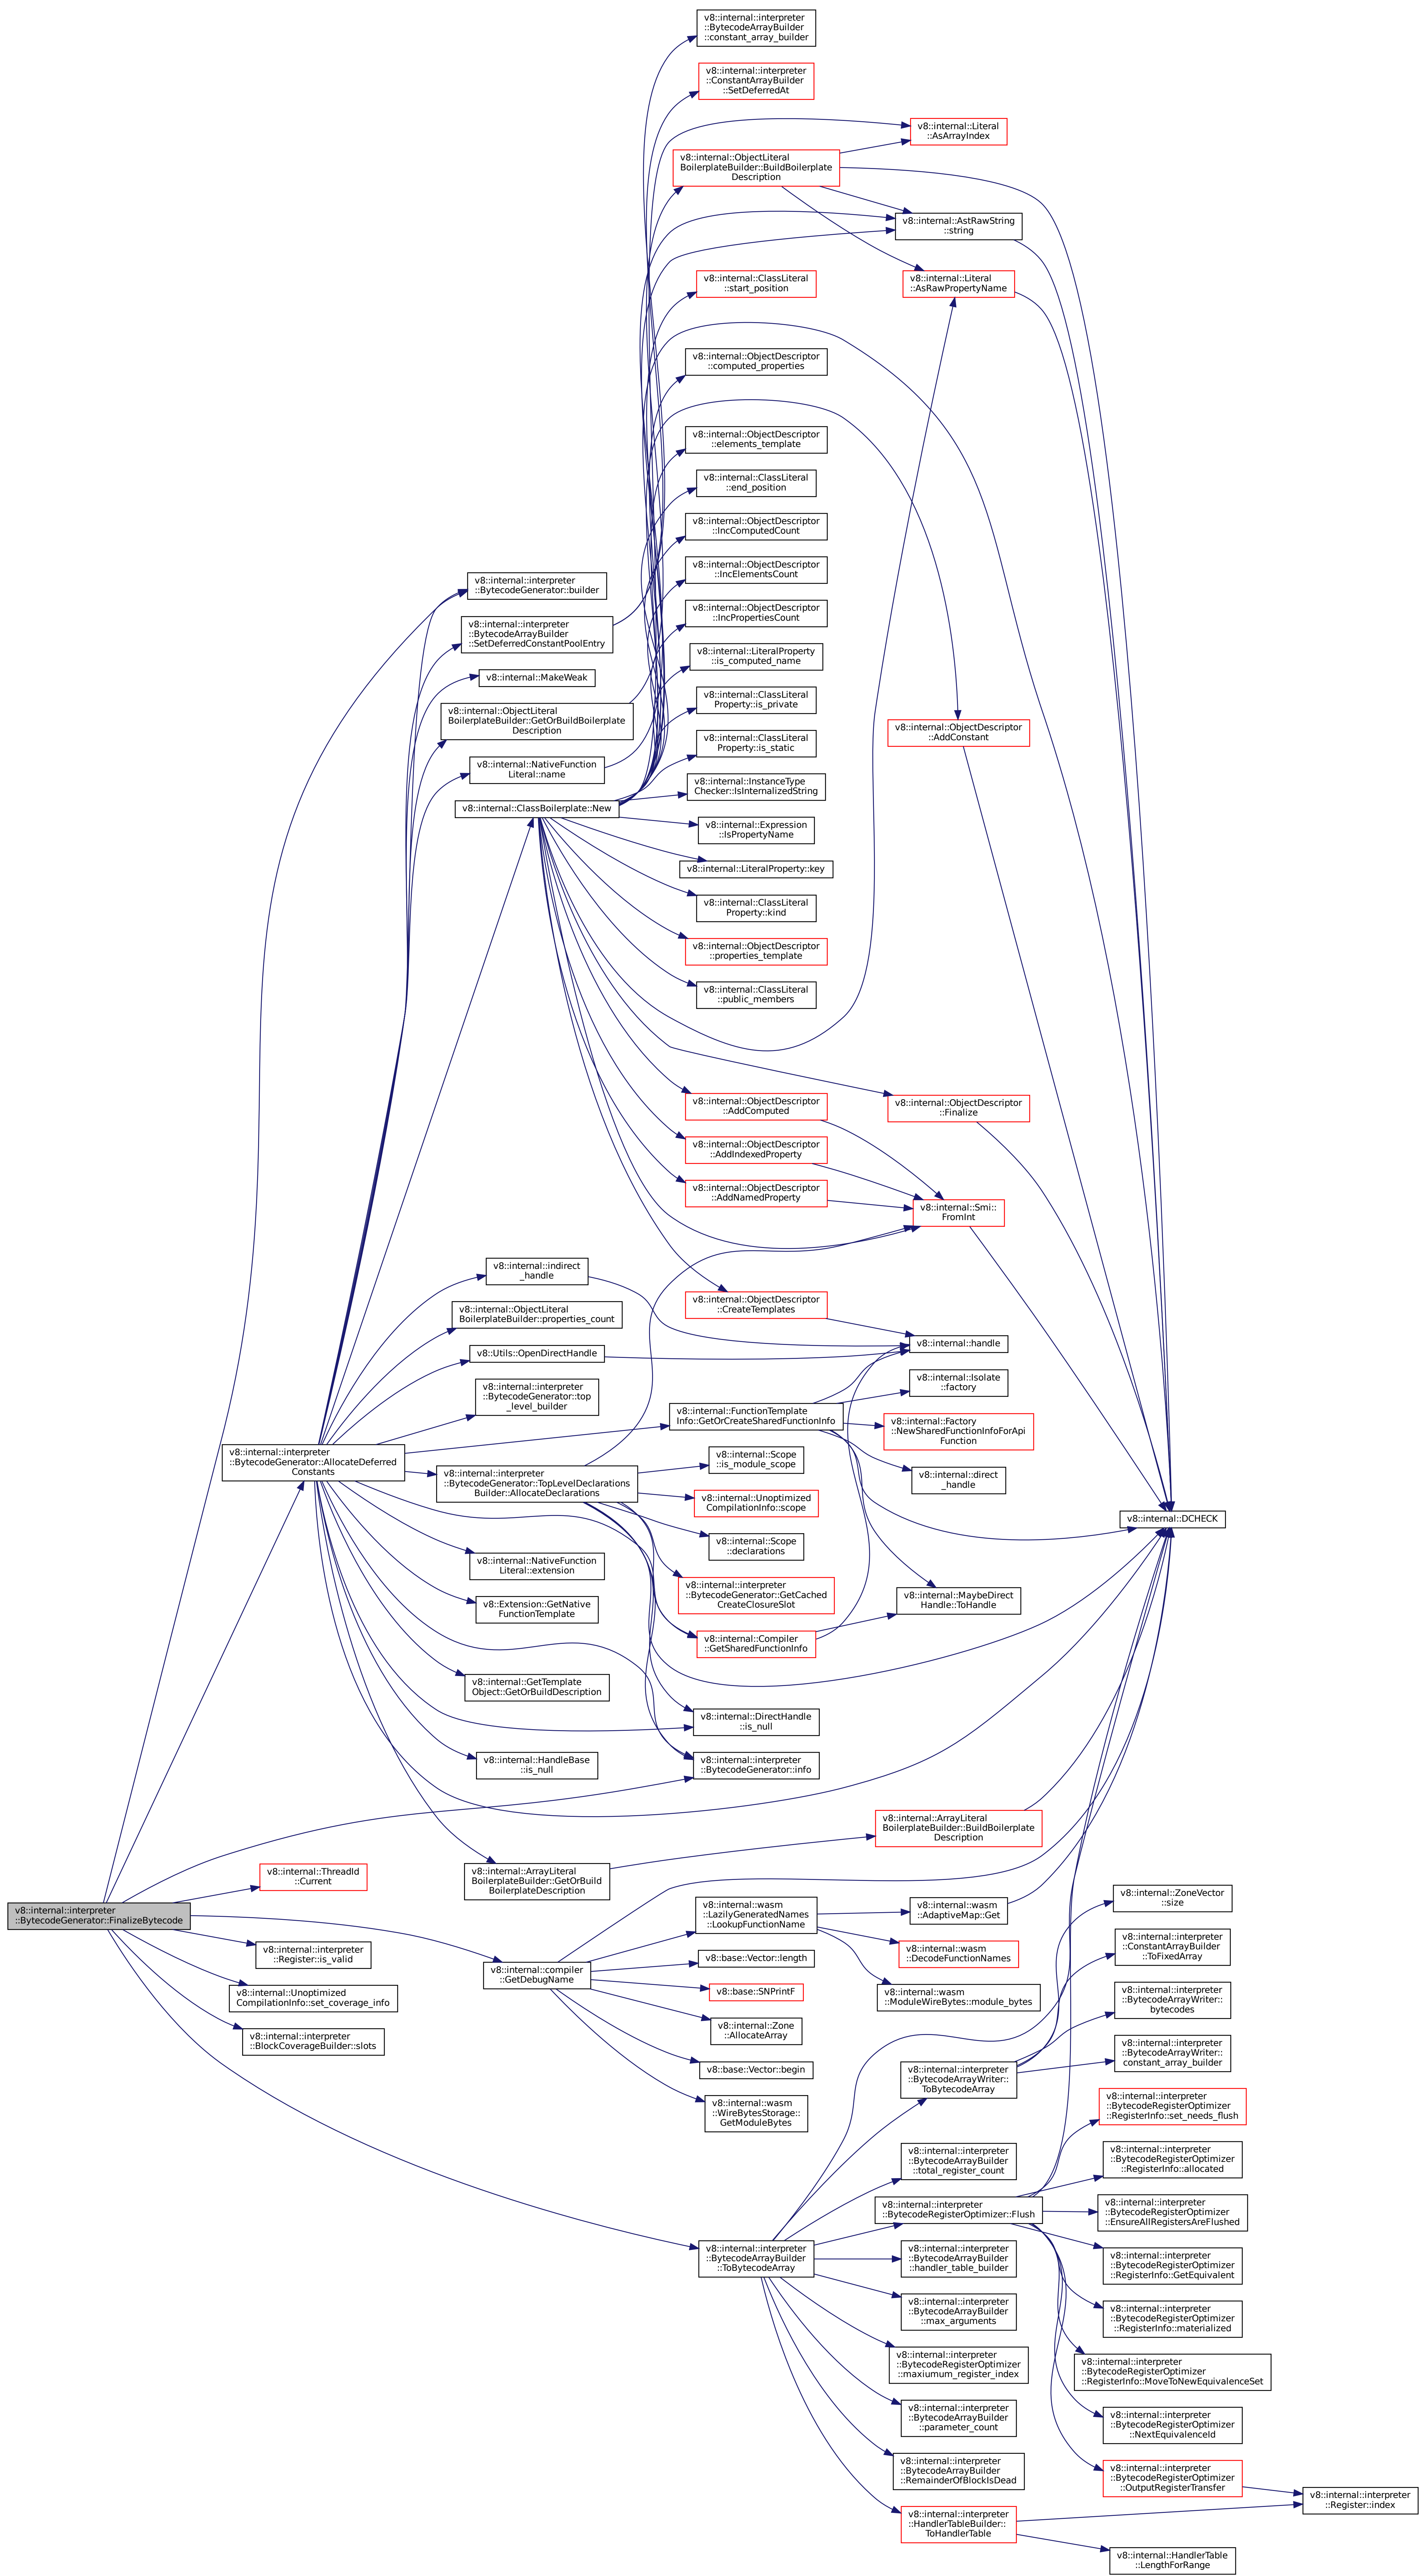 v8::internal::interpreter
::BytecodeArrayBuilder
::constant_array_builder
v8::internal::interpreter
::ConstantArrayBuilder
::SetDeferredAt
v8::internal::Literal
::AsArrayIndex
v8::internal::ObjectLiteral
BoilerplateBuilder::BuildBoilerplate
Description
v8::internal::AstRawString
::string
v8::internal::ClassLiteral
::start_position
v8::internal::Literal
::AsRawPropertyName
v8::internal::ObjectDescriptor
::computed_properties
v8::internal::ObjectDescriptor
::elements_template
v8::internal::ClassLiteral
::end_position
v8::internal::ObjectDescriptor
::IncComputedCount
v8::internal::ObjectDescriptor
::IncElementsCount
v8::internal::interpreter
::BytecodeGenerator::builder
v8::internal::ObjectDescriptor
::IncPropertiesCount
v8::internal::interpreter
::BytecodeArrayBuilder
::SetDeferredConstantPoolEntry
v8::internal::LiteralProperty
::is_computed_name
v8::internal::MakeWeak
v8::internal::ClassLiteral
Property::is_private
v8::internal::ObjectLiteral
BoilerplateBuilder::GetOrBuildBoilerplate
Description
v8::internal::ObjectDescriptor
::AddConstant
v8::internal::ClassLiteral
Property::is_static
v8::internal::NativeFunction
Literal::name
v8::internal::InstanceType
Checker::IsInternalizedString
v8::internal::ClassBoilerplate::New
v8::internal::Expression
::IsPropertyName
v8::internal::LiteralProperty::key
v8::internal::ClassLiteral
Property::kind
v8::internal::ObjectDescriptor
::properties_template
v8::internal::ClassLiteral
::public_members
v8::internal::ObjectDescriptor
::AddComputed
v8::internal::ObjectDescriptor
::Finalize
v8::internal::ObjectDescriptor
::AddIndexedProperty
v8::internal::ObjectDescriptor
::AddNamedProperty
v8::internal::Smi::
FromInt
v8::internal::indirect
_handle
v8::internal::ObjectDescriptor
::CreateTemplates
v8::internal::ObjectLiteral
BoilerplateBuilder::properties_count
v8::internal::handle
v8::Utils::OpenDirectHandle
v8::internal::Isolate
::factory
v8::internal::interpreter
::BytecodeGenerator::top
_level_builder
v8::internal::FunctionTemplate
Info::GetOrCreateSharedFunctionInfo
v8::internal::Factory
::NewSharedFunctionInfoForApi
Function
v8::internal::interpreter
::BytecodeGenerator::AllocateDeferred
Constants
v8::internal::Scope
::is_module_scope
v8::internal::direct
_handle
v8::internal::interpreter
::BytecodeGenerator::TopLevelDeclarations
Builder::AllocateDeclarations
v8::internal::Unoptimized
CompilationInfo::scope
v8::internal::DCHECK
v8::internal::Scope
::declarations
v8::internal::NativeFunction
Literal::extension
v8::internal::interpreter
::BytecodeGenerator::GetCached
CreateClosureSlot
v8::internal::MaybeDirect
Handle::ToHandle
v8::Extension::GetNative
FunctionTemplate
v8::internal::Compiler
::GetSharedFunctionInfo
v8::internal::GetTemplate
Object::GetOrBuildDescription
v8::internal::DirectHandle
::is_null
v8::internal::HandleBase
::is_null
v8::internal::interpreter
::BytecodeGenerator::info
v8::internal::ArrayLiteral
BoilerplateBuilder::BuildBoilerplate
Description
v8::internal::ThreadId
::Current
v8::internal::ArrayLiteral
BoilerplateBuilder::GetOrBuild
BoilerplateDescription
v8::internal::interpreter
::BytecodeGenerator::FinalizeBytecode
v8::internal::wasm
::LazilyGeneratedNames
::LookupFunctionName
v8::internal::wasm
::AdaptiveMap::Get
v8::internal::ZoneVector
::size
v8::internal::interpreter
::Register::is_valid
v8::base::Vector::length
v8::internal::wasm
::DecodeFunctionNames
v8::internal::interpreter
::ConstantArrayBuilder
::ToFixedArray
v8::internal::compiler
::GetDebugName
v8::base::SNPrintF
v8::internal::wasm
::ModuleWireBytes::module_bytes
v8::internal::interpreter
::BytecodeArrayWriter::
bytecodes
v8::internal::Unoptimized
CompilationInfo::set_coverage_info
v8::internal::Zone
::AllocateArray
v8::internal::interpreter
::BlockCoverageBuilder::slots
v8::internal::interpreter
::BytecodeArrayWriter::
constant_array_builder
v8::base::Vector::begin
v8::internal::interpreter
::BytecodeArrayWriter::
ToBytecodeArray
v8::internal::wasm
::WireBytesStorage::
GetModuleBytes
v8::internal::interpreter
::BytecodeRegisterOptimizer
::RegisterInfo::set_needs_flush
v8::internal::interpreter
::BytecodeArrayBuilder
::total_register_count
v8::internal::interpreter
::BytecodeRegisterOptimizer
::RegisterInfo::allocated
v8::internal::interpreter
::BytecodeRegisterOptimizer::Flush
v8::internal::interpreter
::BytecodeRegisterOptimizer
::EnsureAllRegistersAreFlushed
v8::internal::interpreter
::BytecodeArrayBuilder
::ToBytecodeArray
v8::internal::interpreter
::BytecodeArrayBuilder
::handler_table_builder
v8::internal::interpreter
::BytecodeRegisterOptimizer
::RegisterInfo::GetEquivalent
v8::internal::interpreter
::BytecodeArrayBuilder
::max_arguments
v8::internal::interpreter
::BytecodeRegisterOptimizer
::RegisterInfo::materialized
v8::internal::interpreter
::BytecodeRegisterOptimizer
::maxiumum_register_index
v8::internal::interpreter
::BytecodeRegisterOptimizer
::RegisterInfo::MoveToNewEquivalenceSet
v8::internal::interpreter
::BytecodeArrayBuilder
::parameter_count
v8::internal::interpreter
::BytecodeRegisterOptimizer
::NextEquivalenceId
v8::internal::interpreter
::BytecodeArrayBuilder
::RemainderOfBlockIsDead
v8::internal::interpreter
::BytecodeRegisterOptimizer
::OutputRegisterTransfer
v8::internal::interpreter
::Register::index
v8::internal::interpreter
::HandlerTableBuilder::
ToHandlerTable
v8::internal::HandlerTable
::LengthForRange